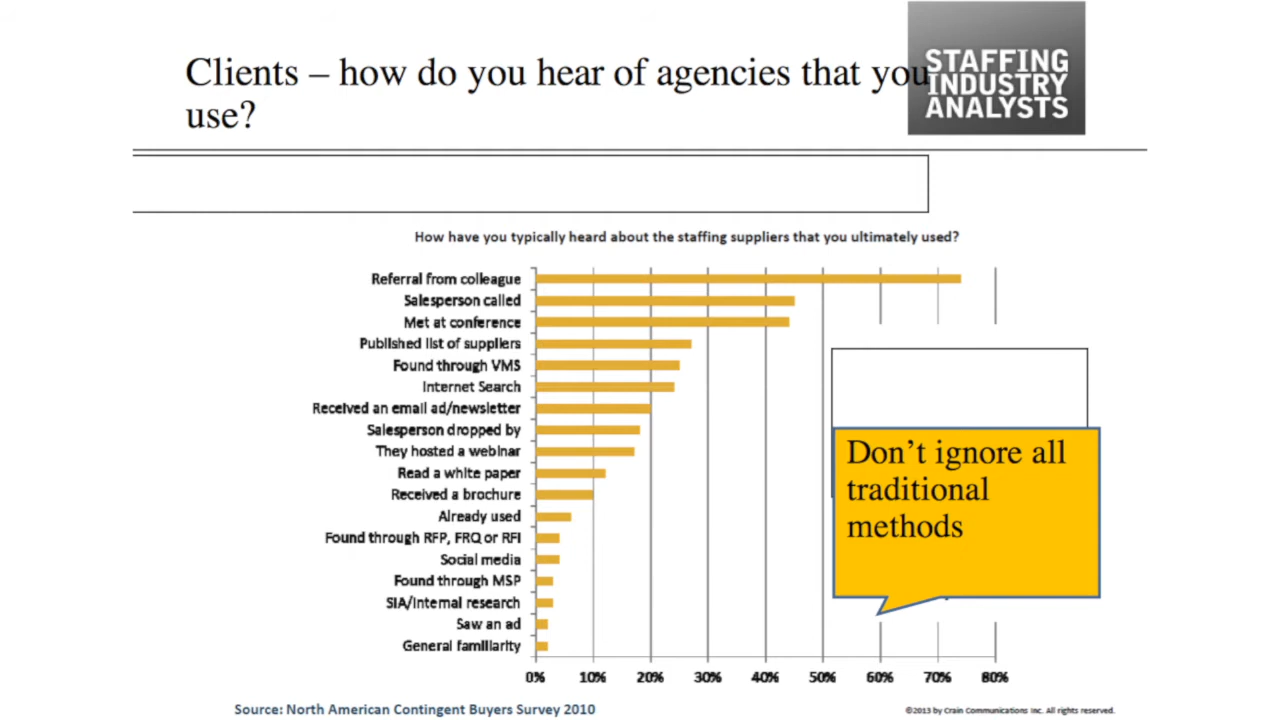 Clients – how do you hear of agencies that you
use?
STAFFING
INDUSTRY
ANALYSTS
How have you typically heard about the staffing suppliers that you ultimately used?
Referral from colleague
Salesperson called
Met at conference
Published list of suppliers
Found through VMS
Internet Search
Received an email ad/newsletter
Salesperson dropped by
They hosted a webinar
Read a white paper
Received a brochure
Already used
Found through RFP, FRQ or RFI
Social media
Found through MSP
SIA/Internal research
Saw an ad
General familiarity
0% 10% 20% 30% 40% 50% 60% 70% 80%
Don’t ignore all
traditional
methods
Source: North American Contingent Buyers Survey 2010
©2013 by Crain Communications Inc. All rights reserved.